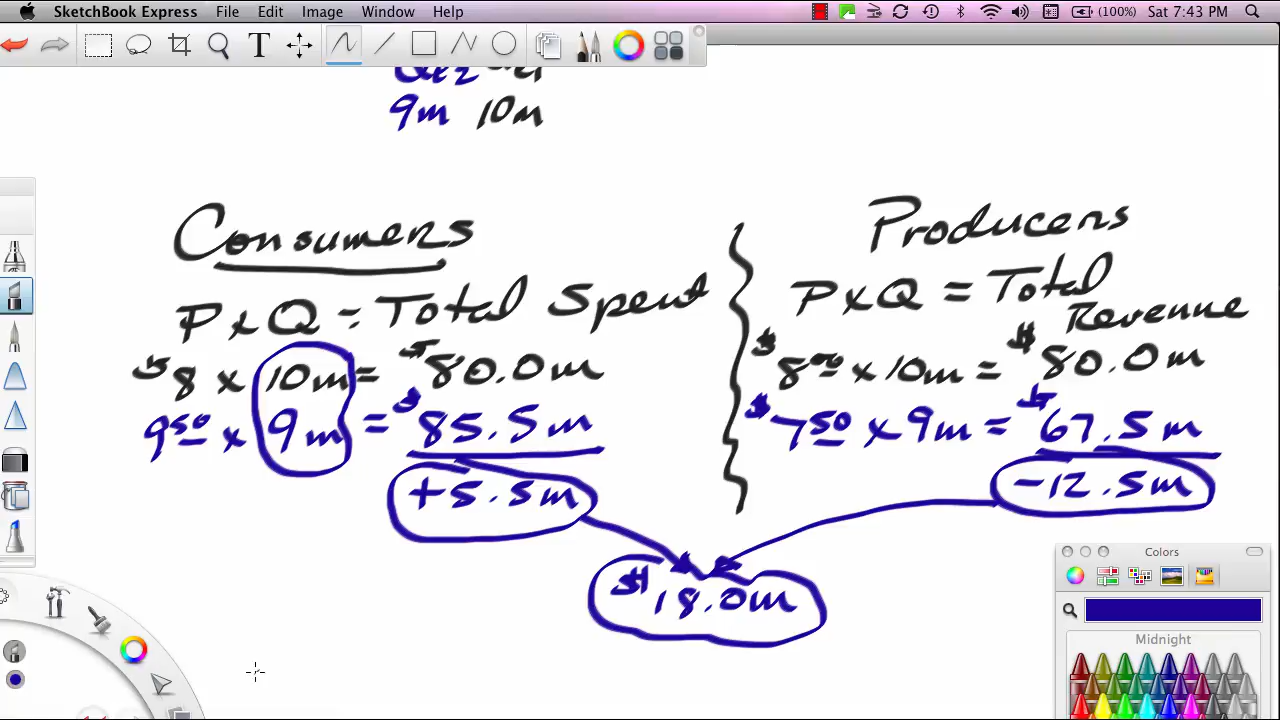 SketchBook Express File Edit Image Window Help (100%) Sat 7:43 PM
T
9m 10m
Consumers
P x Q = Total Spent
$8 x 10m = $80.0m
9.50 x 9m = $85.5m
+5.5m
Producers
P x Q = Total
Revenue
$8.00 x 10m = $80.0m
$7.50 x 9m = $67.5m
-12.5m
$18.0m
Colors
Midnight